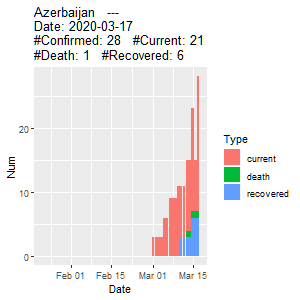 Azerbaijan   ---
Date: 2020-03-17
#Confirmed: 28   #Current: 21
#Death: 1   #Recovered: 6
Num
20
10
0
Feb 01
Feb 15
Mar 01
Mar 15
Date
Type
current
death
recovered